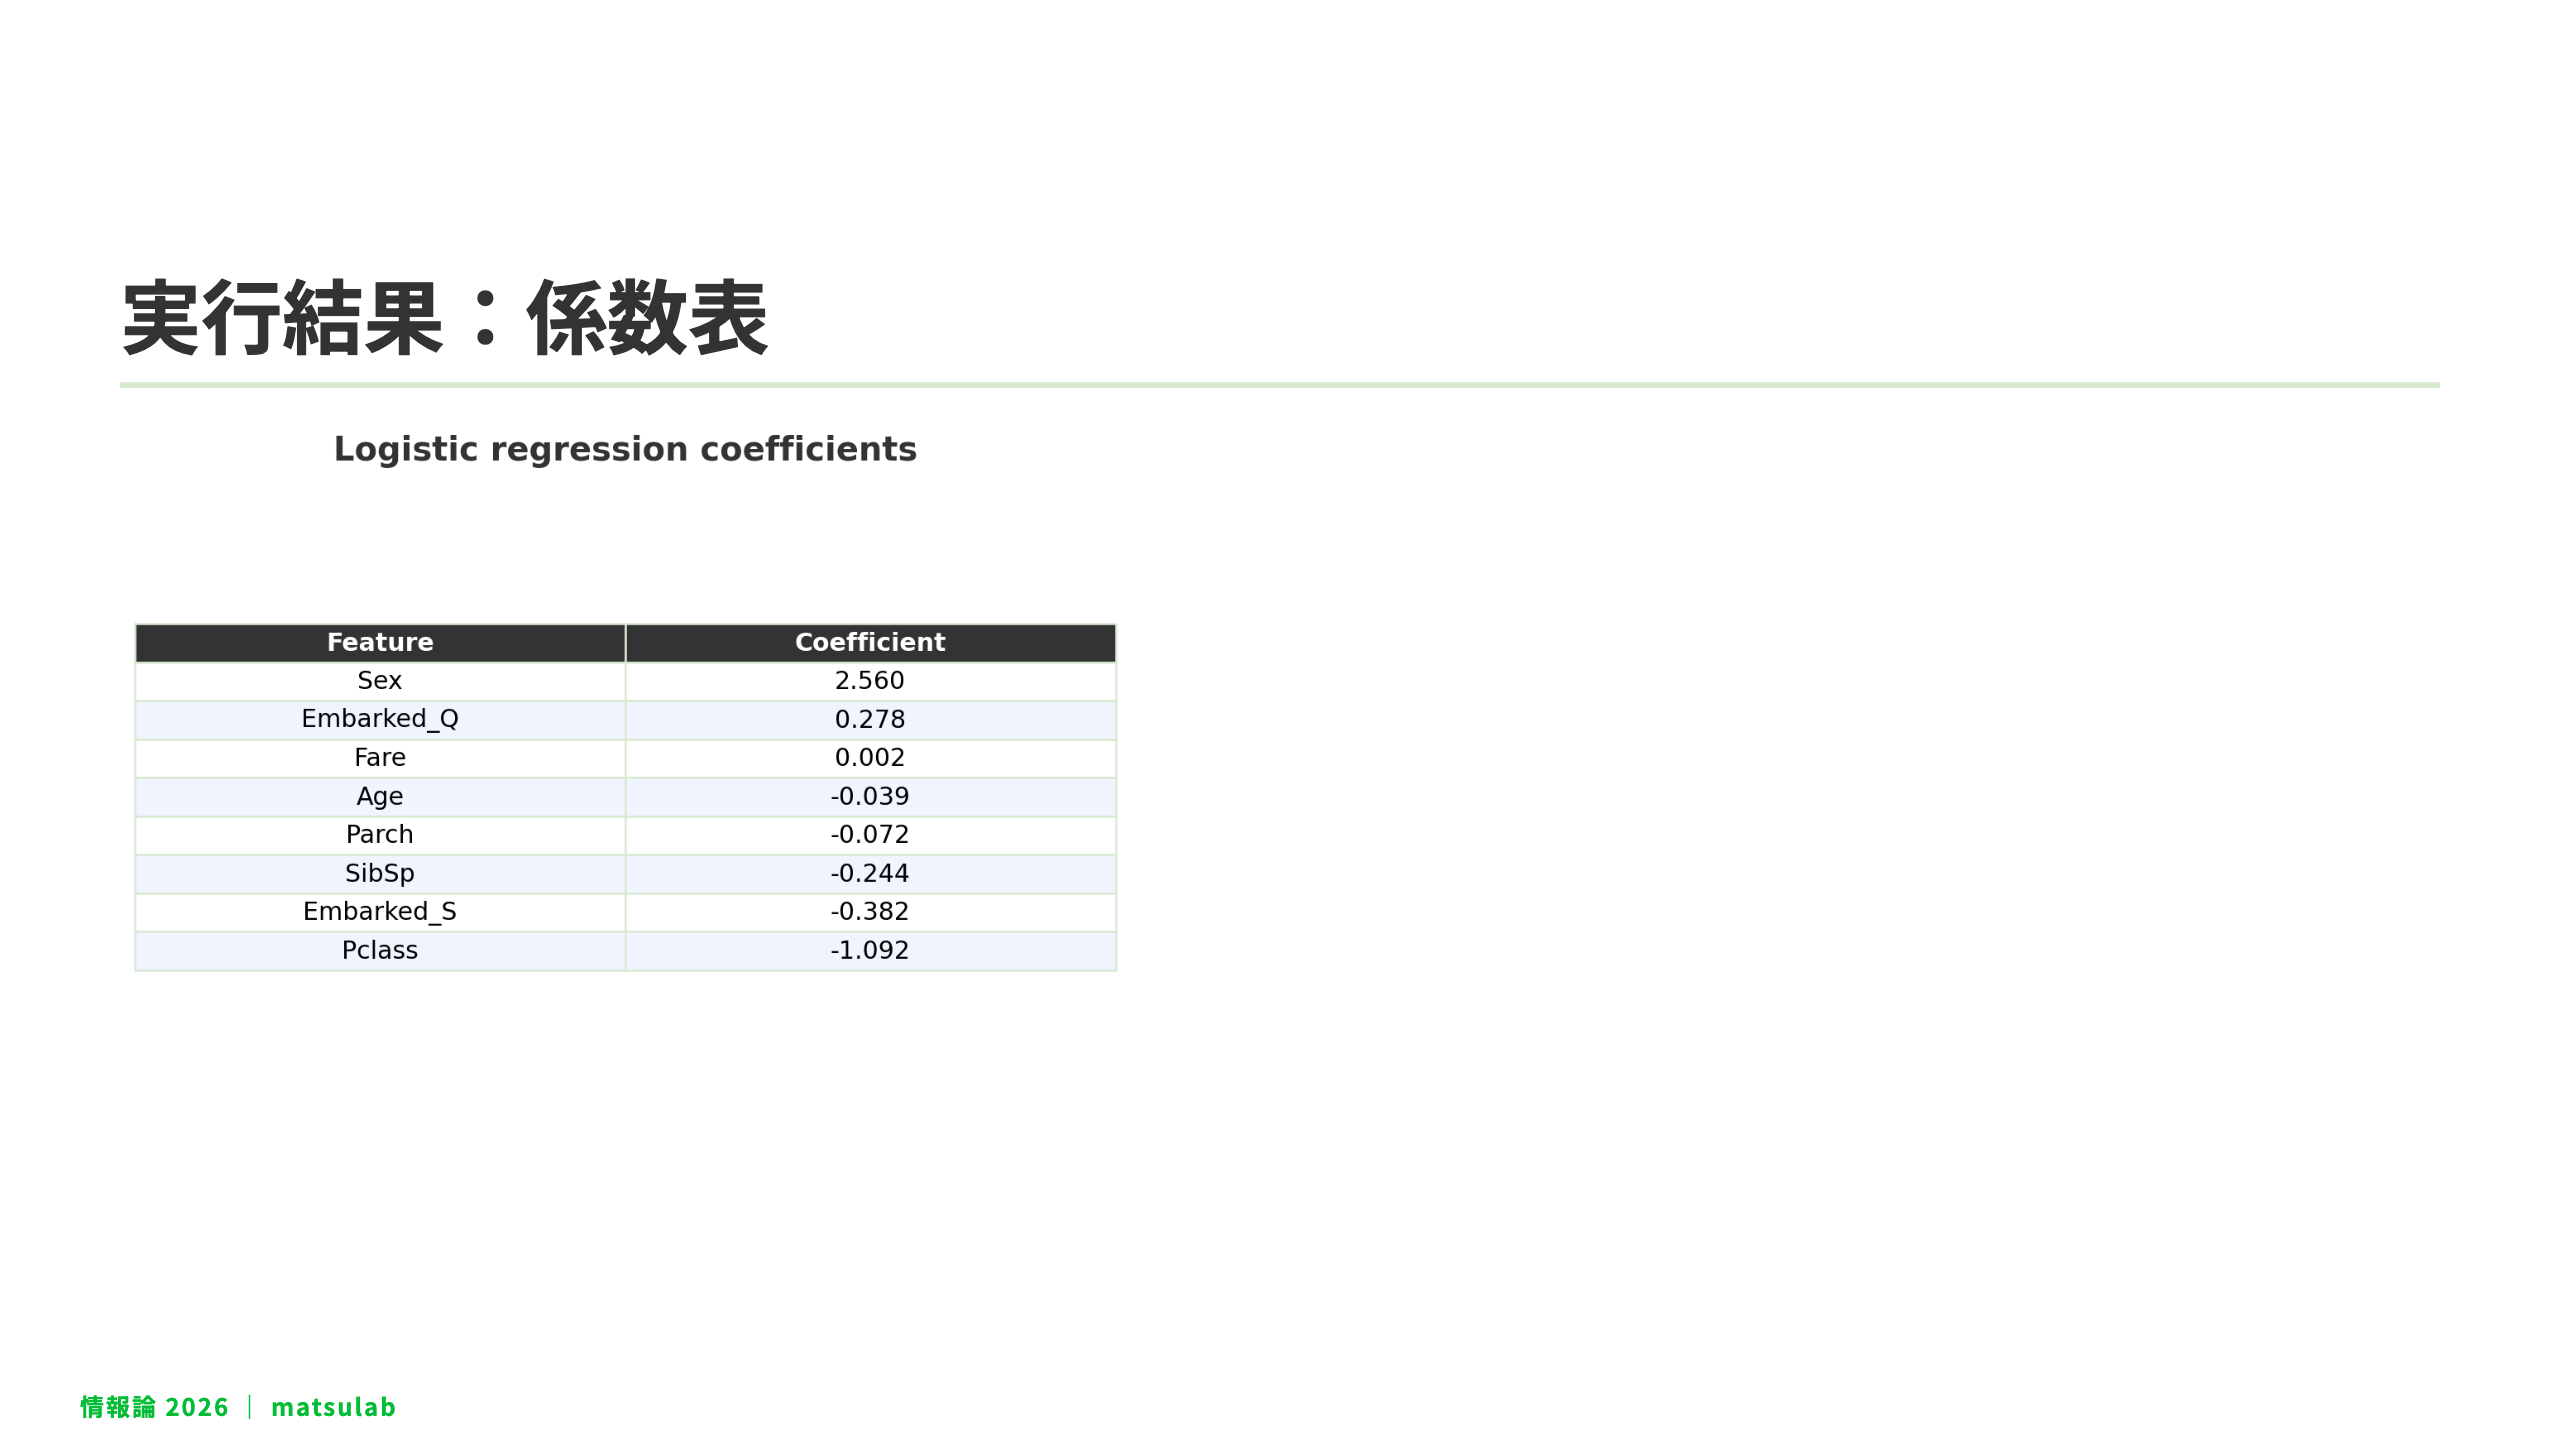 実行結果：係数表
Logistic regression coefficients
Feature Coefficient
Sex 2.560
Embarked_Q 0.278
Fare 0.002
Age -0.039
Parch -0.072
SibSp -0.244
Embarked_S -0.382
Pclass -1.092
情報論 2026 ｜ matsulab